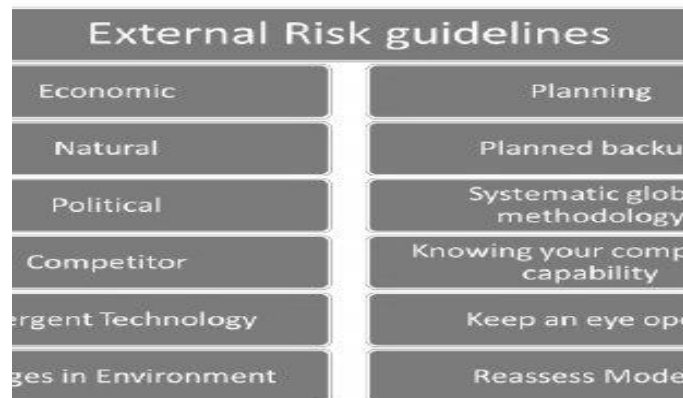 External Risk guidelines
Economic
Planning
Natural
Planned backu
Political
Systematic glob
methodology
Competitor
Knowing your comp
capability
ergent Technology
Keep an eye ope
ges in Environment
Reassess Mode